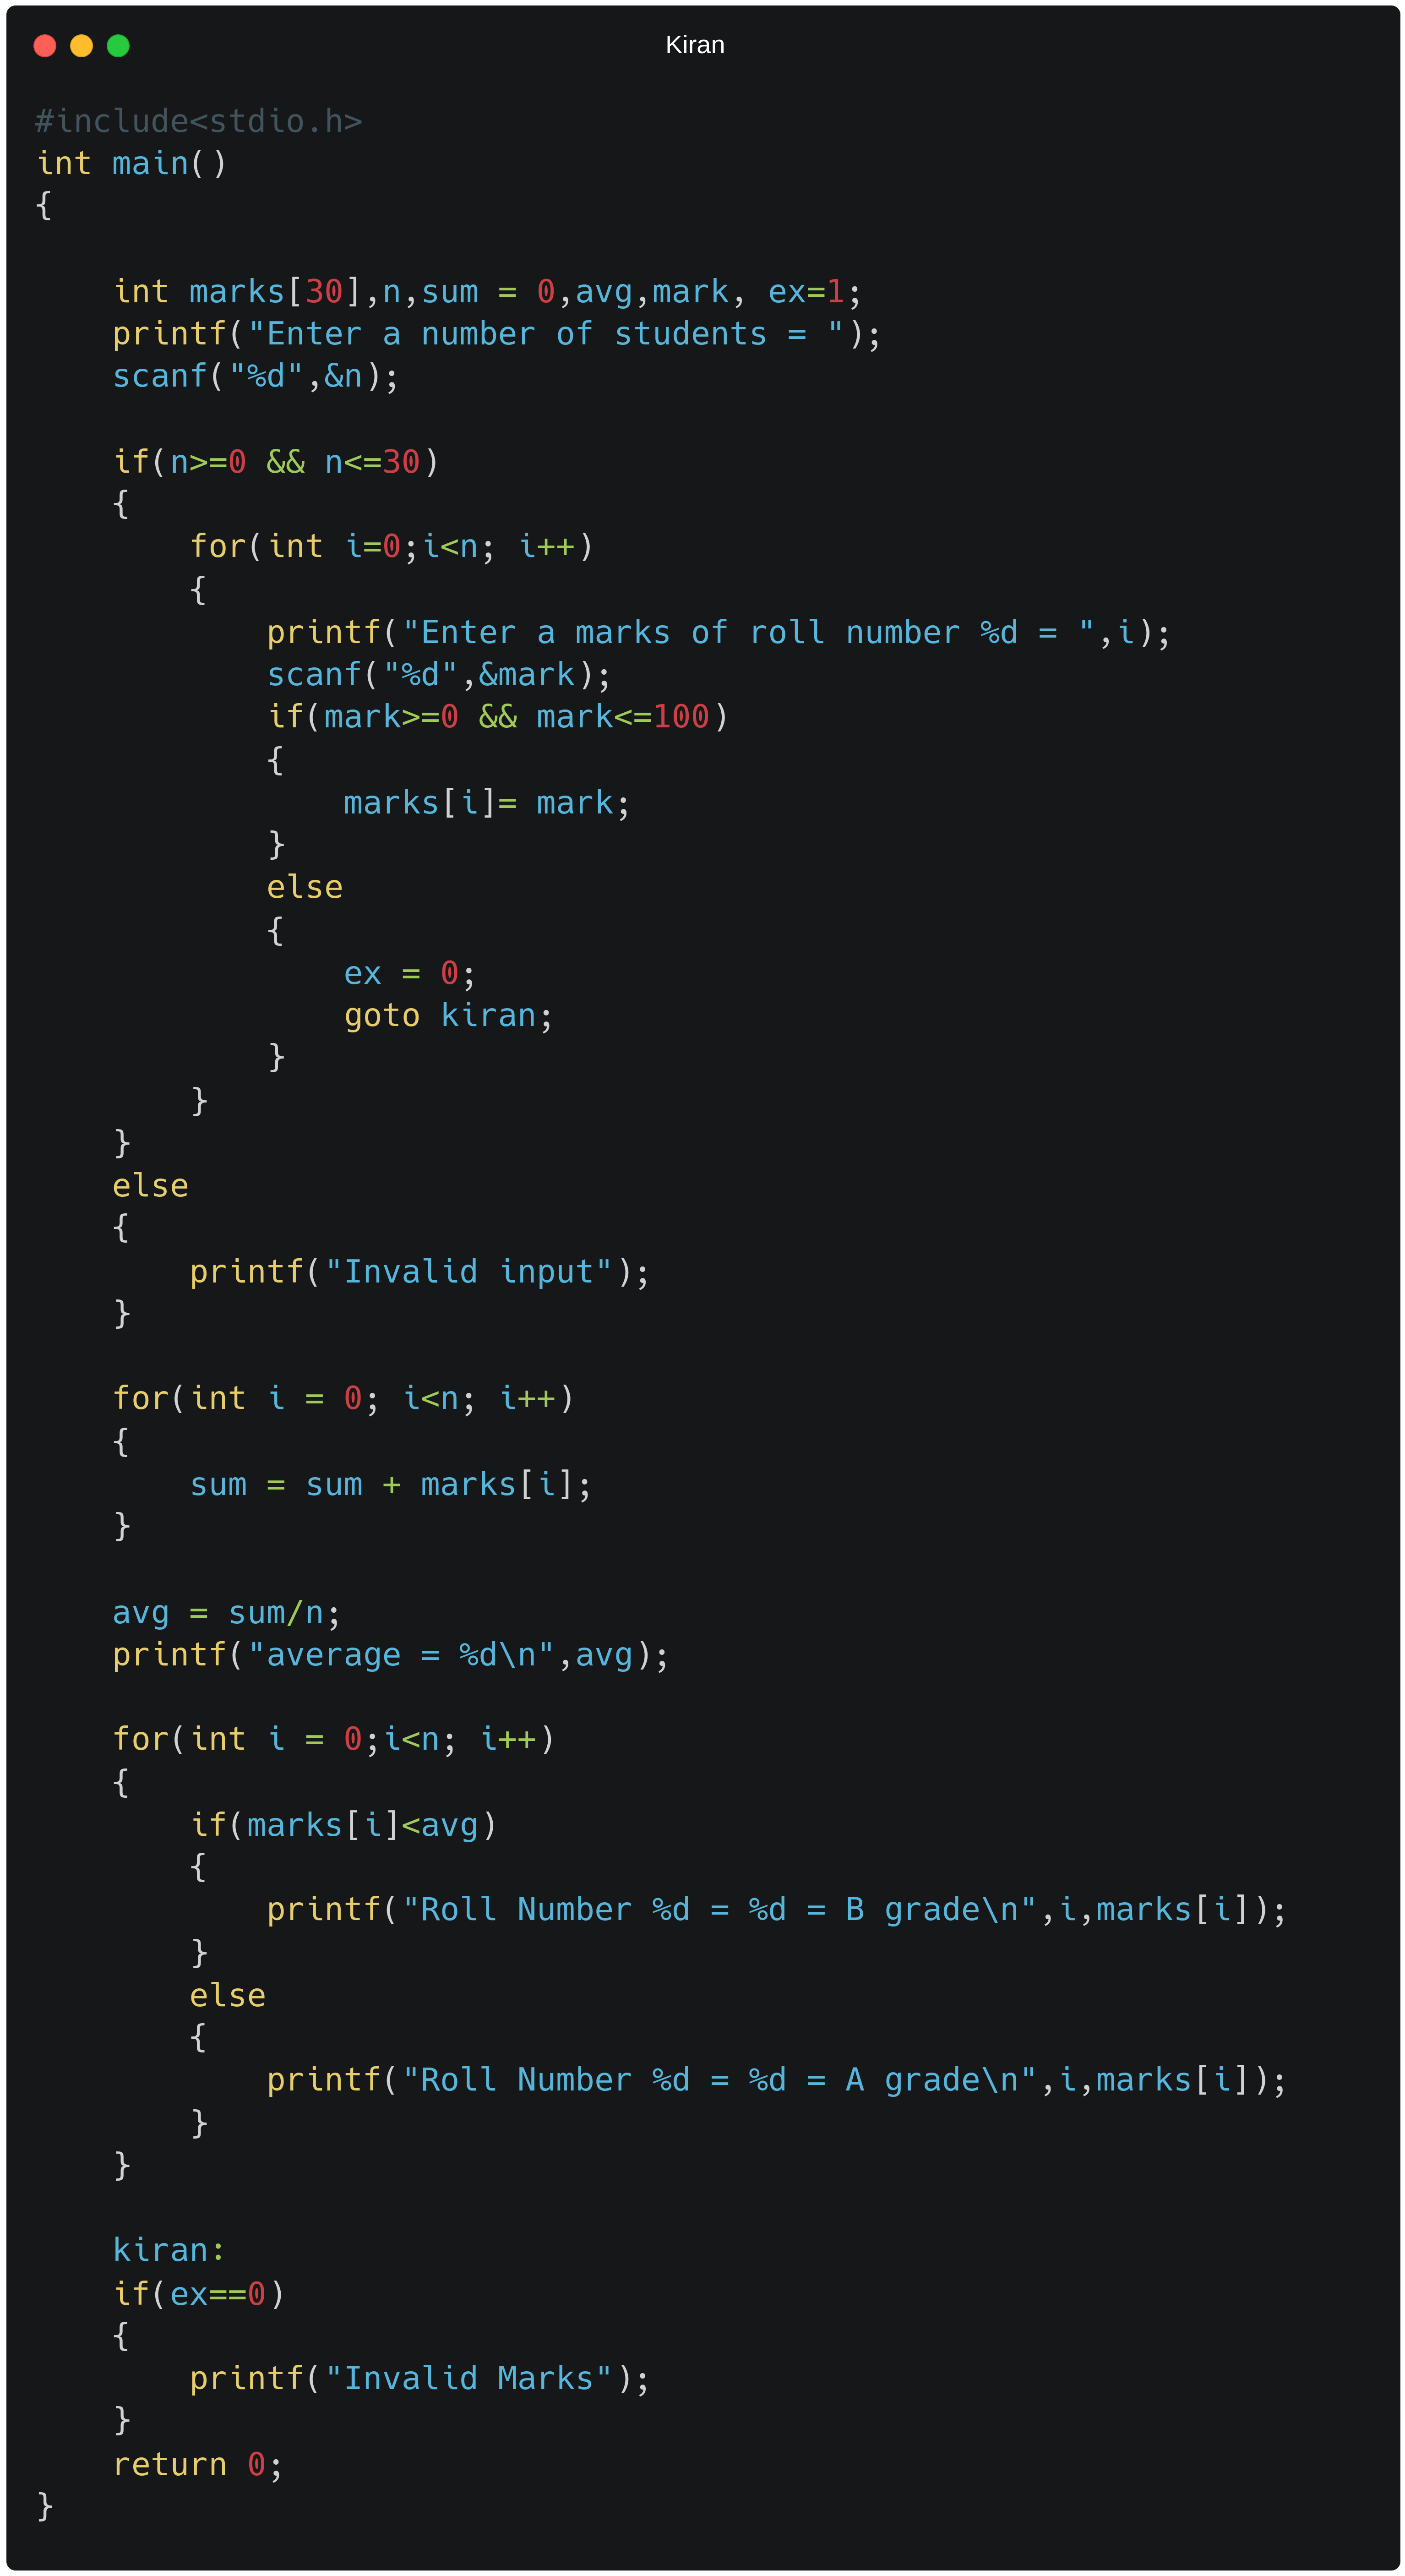 Kiran
#include<stdio.h>
int main()
{

    int marks[30],n,sum = 0,avg,mark, ex=1;
    printf("Enter a number of students = ");
    scanf("%d",&n);

    if(n>=0 && n<=30)
    {
        for(int i=0;i<n; i++)
        {
            printf("Enter a marks of roll number %d = ",i);
            scanf("%d",&mark);
            if(mark>=0 && mark<=100)
            {
                marks[i]= mark;
            }
            else
            {
                ex = 0;
                goto kiran;
            }
        }
    }
    else
    {
        printf("Invalid input");
    }

    for(int i = 0; i<n; i++)
    {
        sum = sum + marks[i];
    }

    avg = sum/n;
    printf("average = %d\n",avg);

    for(int i = 0;i<n; i++)
    {
        if(marks[i]<avg)
        {
            printf("Roll Number %d = %d = B grade\n",i,marks[i]);
        }
        else
        {
            printf("Roll Number %d = %d = A grade\n",i,marks[i]);
        }
    }

    kiran:
    if(ex==0)
    {
        printf("Invalid Marks");
    }
    return 0;
}